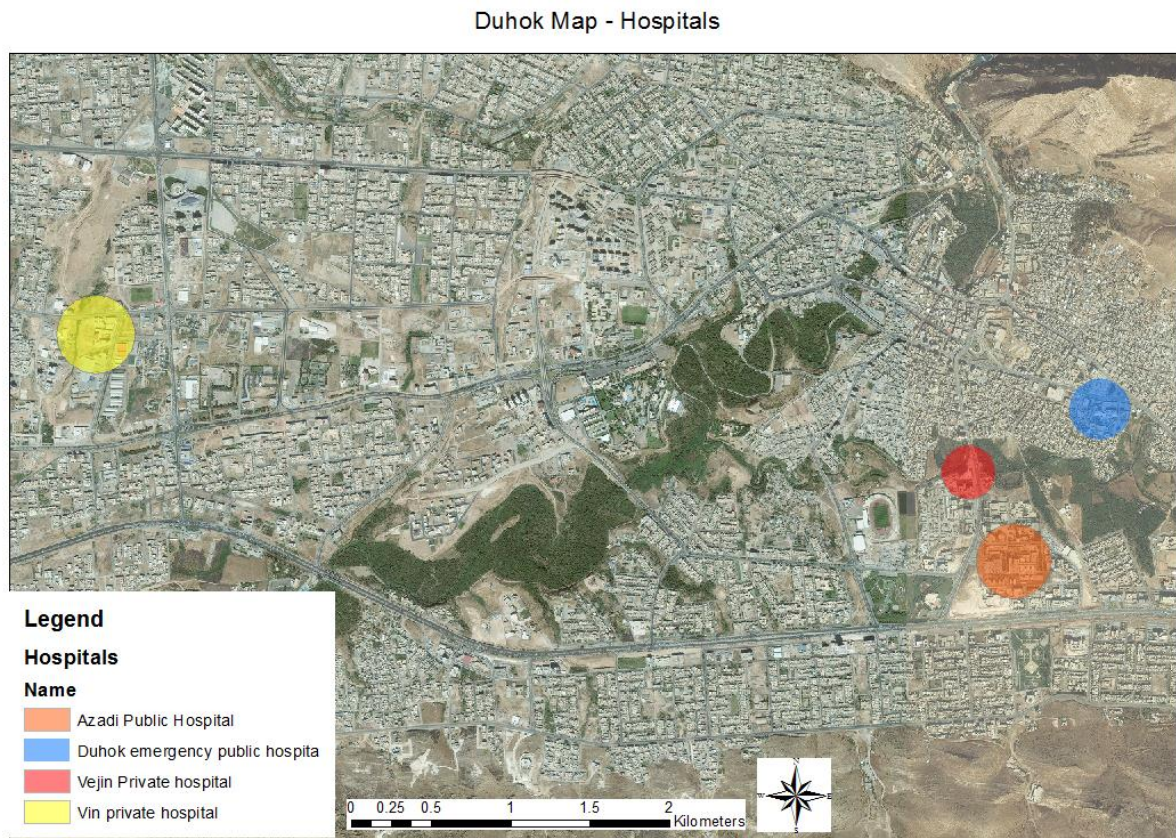 Duhok Map - Hospitals
Legend
Hospitals
Name
Azadi Public Hospital
Duhok emergency public hospita
Vejin Private hospital
Vin private hospital
0 0.25 0.5 1 1.5 2
Kilometers
N
W E
S